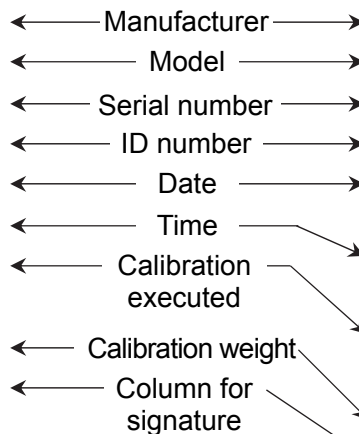 Manufacturer
Model
Serial number
ID number
Date
Time
Calibration
executed
Calibration weight
Column for
signature